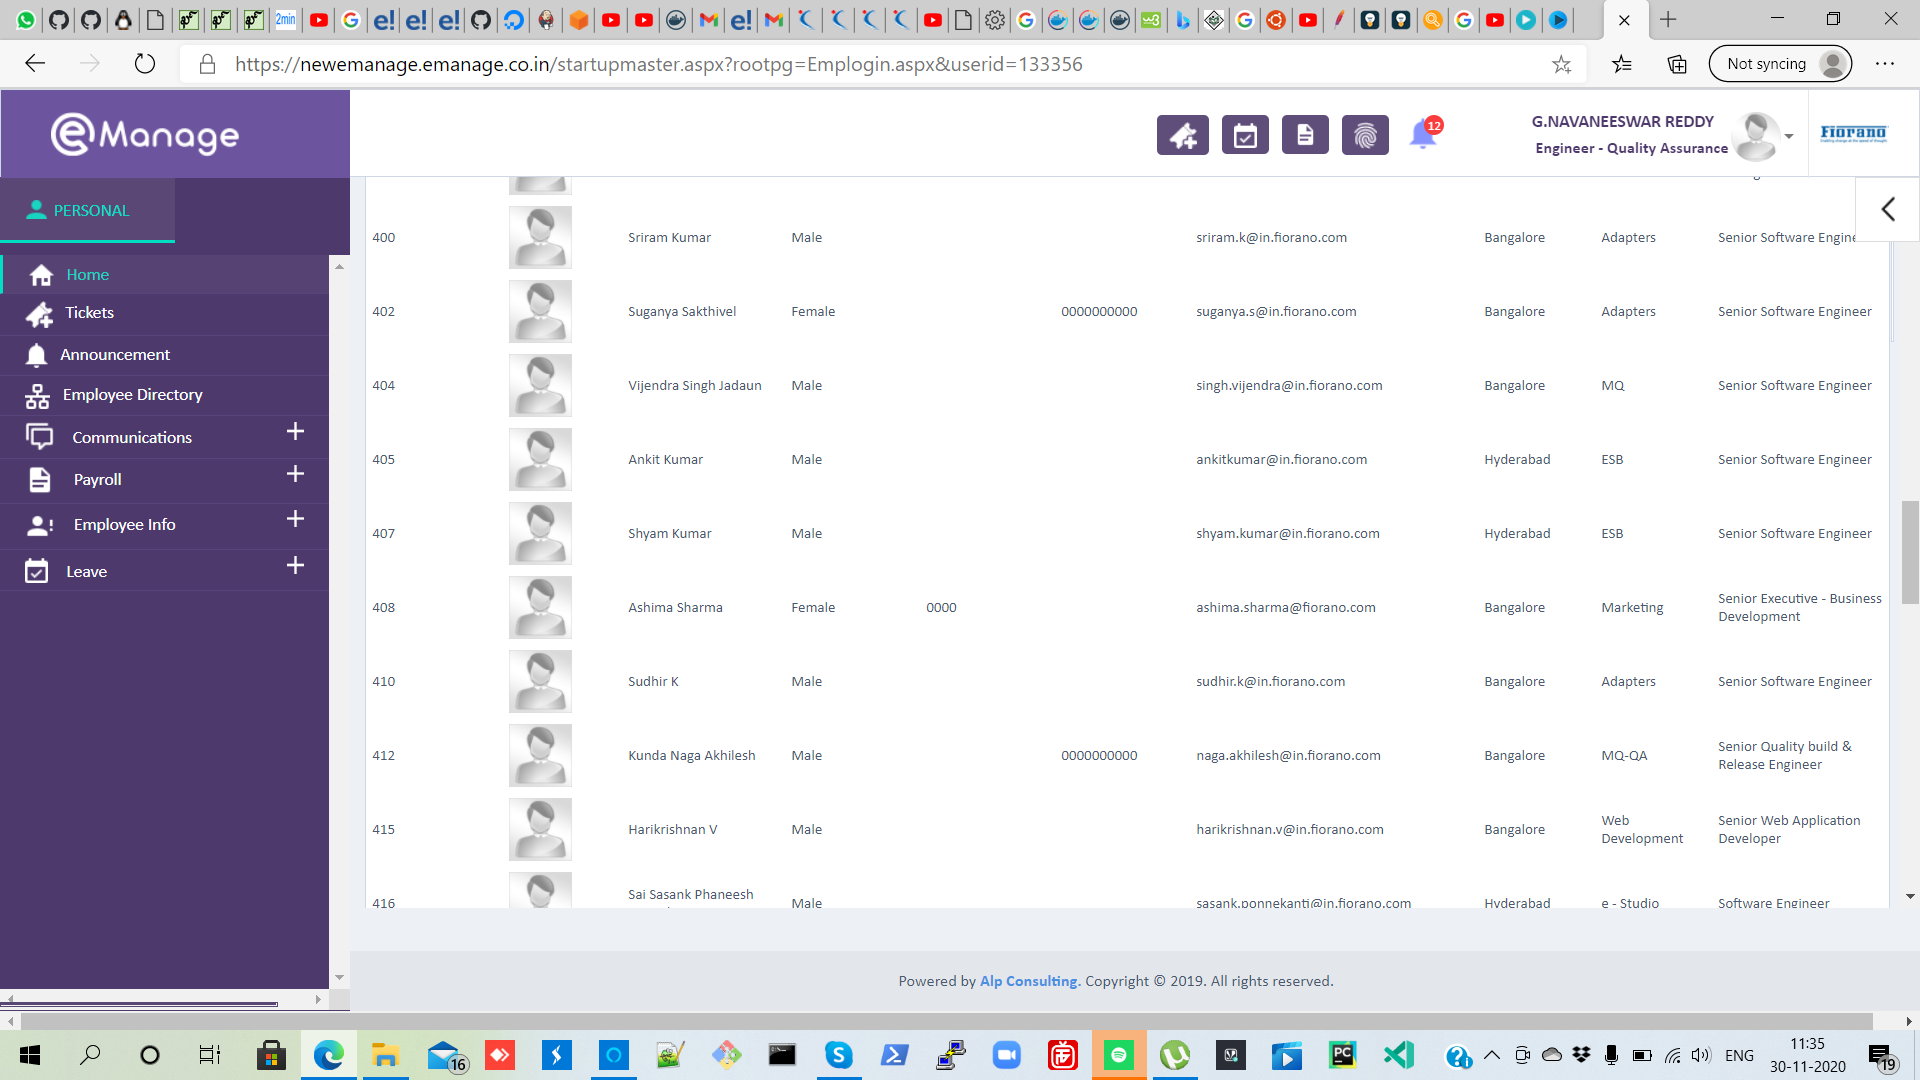 2min
https://newemanage.emanage.co.in/startupmaster.aspx?rootpg=Emplogin.aspx&userid=133356
Not syncing
eManage
12
G.NAVANEESWAR REDDY
Engineer - Quality Assurance
FIORANO
PERSONAL
Home
Tickets
Announcement
Employee Directory
Communications
Payroll
Employee Info
Leave
400 Sriram Kumar Male sriram.k@in.fiorano.com Bangalore Adapters Senior Software Engine
402 Suganya Sakthivel Female 0000000000 suganya.s@in.fiorano.com Bangalore Adapters Senior Software Engineer
404 Vijendra Singh Jadaun Male singh.vijendra@in.fiorano.com Bangalore MQ Senior Software Engineer
405 Ankit Kumar Male ankitkumar@in.fiorano.com Hyderabad ESB Senior Software Engineer
407 Shyam Kumar Male shyam.kumar@in.fiorano.com Hyderabad ESB Senior Software Engineer
408 Ashima Sharma Female 0000 ashima.sharma@fiorano.com Bangalore Marketing Senior Executive - Business
Development
410 Sudhir K Male sudhir.k@in.fiorano.com Bangalore Adapters Senior Software Engineer
412 Kunda Naga Akhilesh Male 0000000000 naga.akhilesh@in.fiorano.com Bangalore MQ-QA Senior Quality build &
Release Engineer
415 Harikrishnan V Male harikrishnan.v@in.fiorano.com Bangalore Web
Development Senior Web Application
Developer
416 Sai Sasank Phaneesh Male sasank.ponnekanti@in.fiorano.com Hyderabad e - Studio Software Engineer
Powered by Alp Consulting. Copyright © 2019. All rights reserved.
16
ENG
11:35
30-11-2020
19